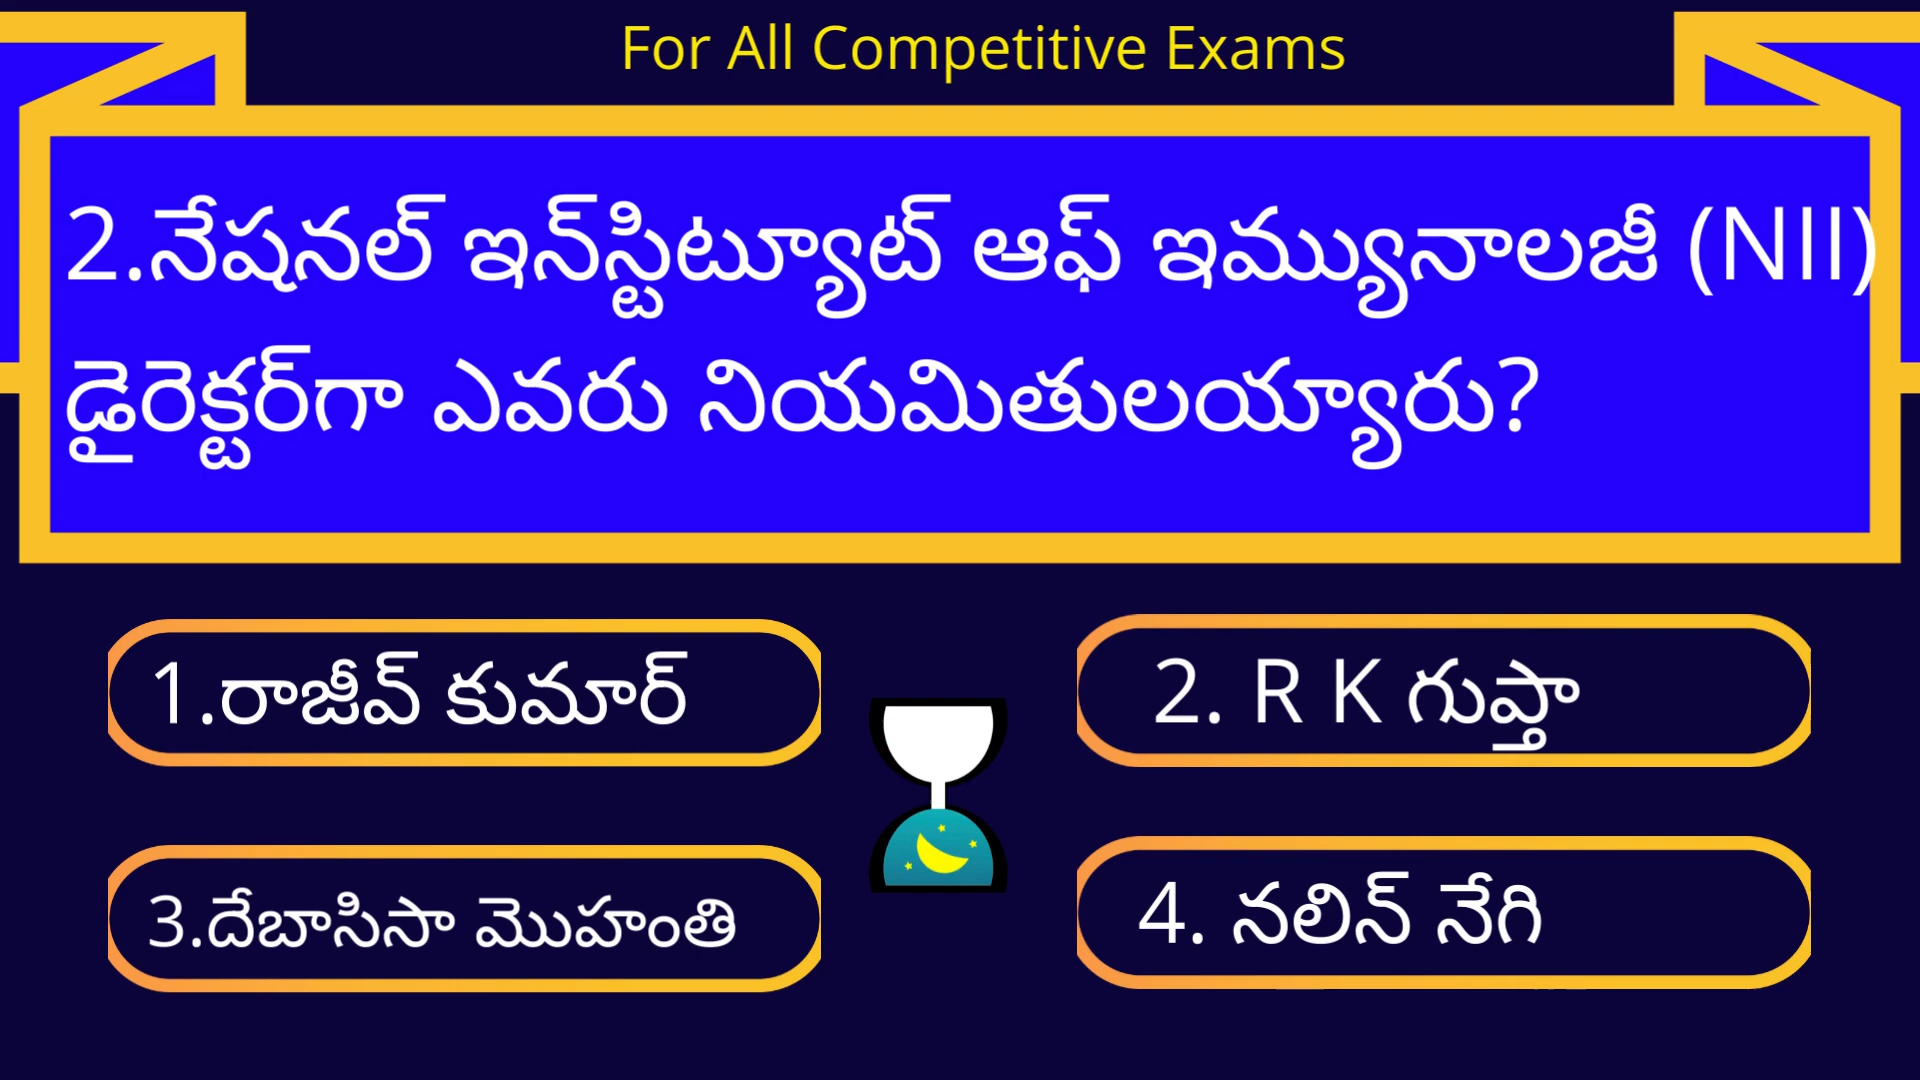 For All Competitive Exams
2.నేషనల్ ఇన్‌స్టిట్యూట్ ఆఫ్ ఇమ్యునాలజీ (NII)
డైరెక్టర్‌గా ఎవరు నియమితులయ్యారు?
1.రాజీవ్ కుమార్
2. R K గుప్తా
3.దేబాసిసా మొహంతి
4. నలిన్ నేగి